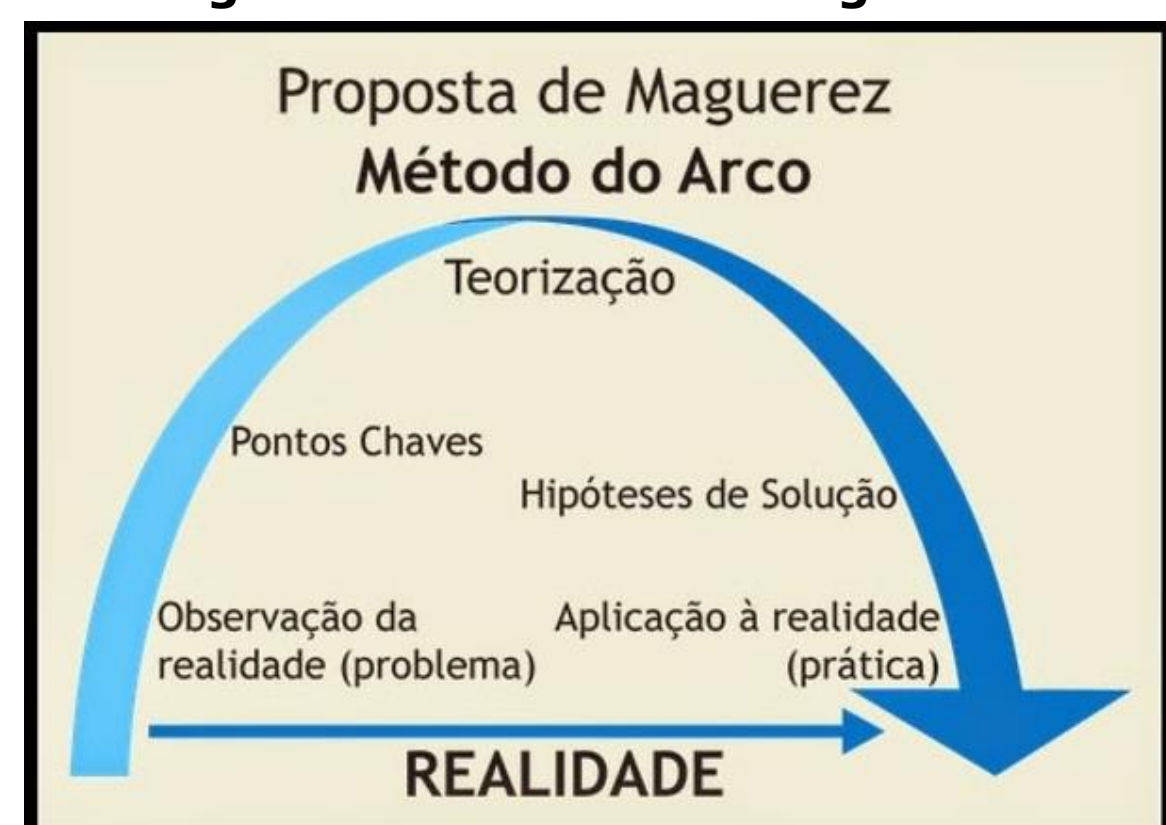 Proposta de Maguerez
Método do Arco
Teorização
Pontos Chaves
Hipóteses de Solução
Observação da
realidade (problema)
Aplicação à realidade
(prática)
REALIDADE